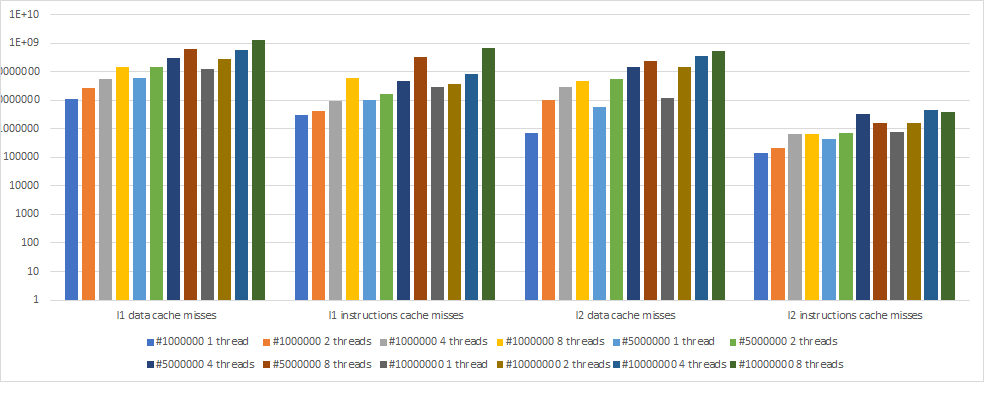 1E+10
1E+09
0000000
0000000
1000000
100000
10000
1000
100
10
1
l1 data cache misses l1 instructions cache misses l2 data cache misses l2 instructions cache misses
#1000000 1 thread #1000000 2 threads #1000000 4 threads #1000000 8 threads #5000000 1 thread #5000000 2 threads
#5000000 4 threads #5000000 8 threads #10000000 1 thread #10000000 2 threads #10000000 4 threads #10000000 8 threads